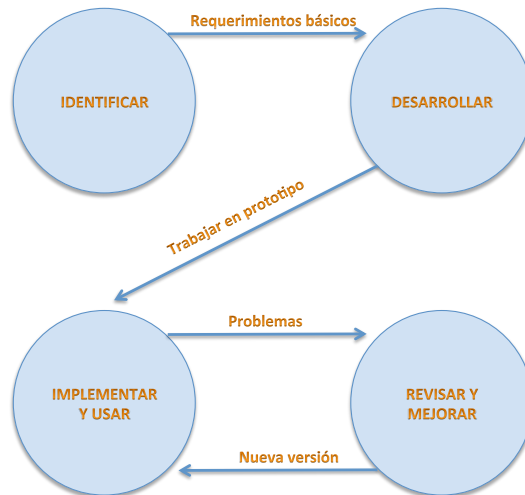 Requerimientos básicos
IDENTIFICAR
DESARROLLAR
Trabajar en prototipo
Problemas
IMPLEMENTAR
Y USAR
REVISAR Y
MEJORAR
Nueva versión